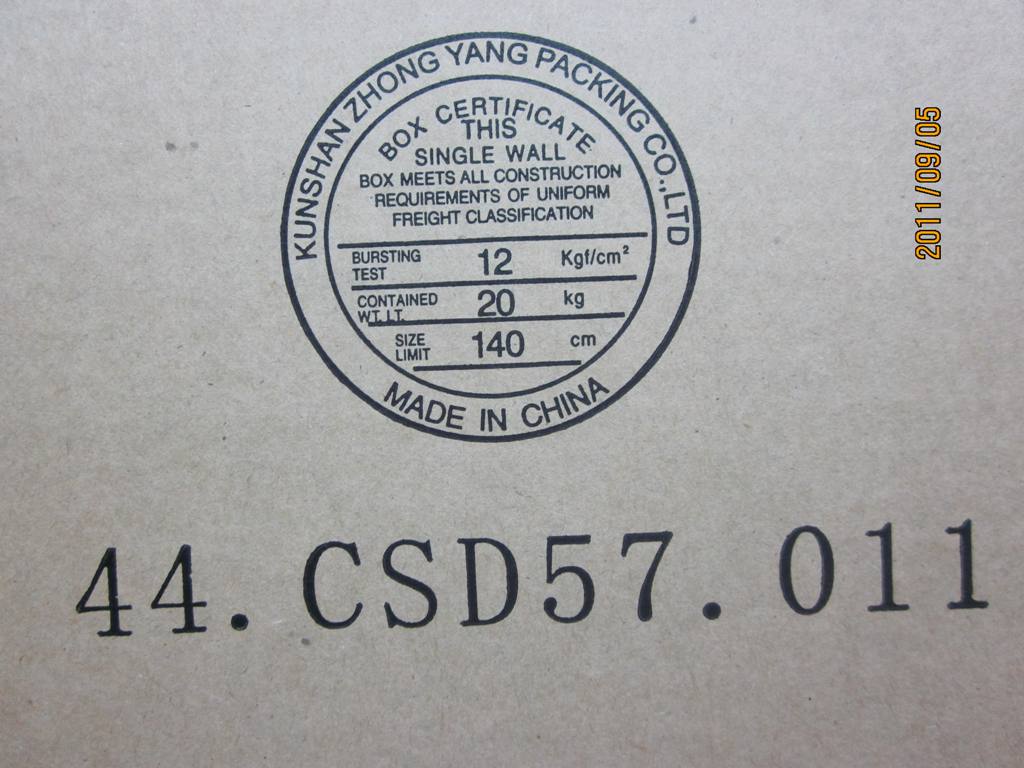 KUNSHAN ZHONG YANG PACKING CO.,LTD
BOX CERTIFICATE
THIS
SINGLE WALL
BOX MEETS ALL CONSTRUCTION
REQUIREMENTS OF UNIFORM
FREIGHT CLASSIFICATION
BURSTING TEST 12 Kgf/cm²
CONTAINED WT.LT. 20 kg
SIZE LIMIT 140 cm
MADE IN CHINA
2011/09/05
44.CSD57.011